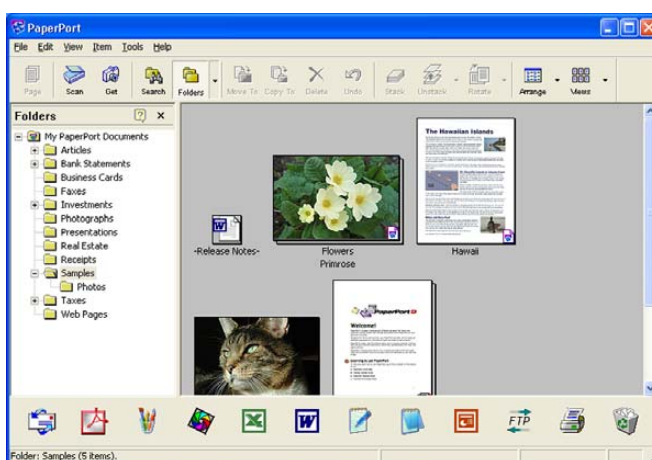 PaperPort
File Edit View Item Tools Help
Page Scan Get Search Folders Move To Copy To Delete Undo Stack Unstack Rotate Arrange Views
Folders
My PaperPort Documents
Articles
Bank Statements
Business Cards
Faxes
Investments
Photographs
Presentations
Real Estate
Receipts
Samples
Photos
Taxes
Web Pages
The Hawaiian Islands
-Release Notes-
Flowers
Primrose
Hawaii
PaperPort
Welcome!
FTP
Folder: Samples (5 items).